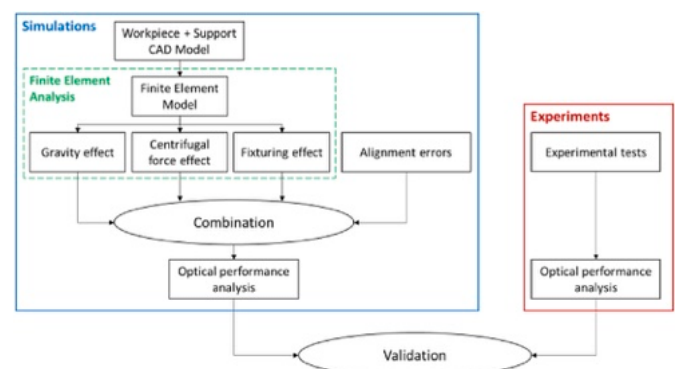 Simulations
Workpiece + Support
CAD Model
Finite Element
Analysis
Finite Element
Model
Gravity effect
Centrifugal
force effect
Fixturing effect
Alignment errors
Combination
Optical performance
analysis
Experiments
Experimental tests
Optical performance
analysis
Validation